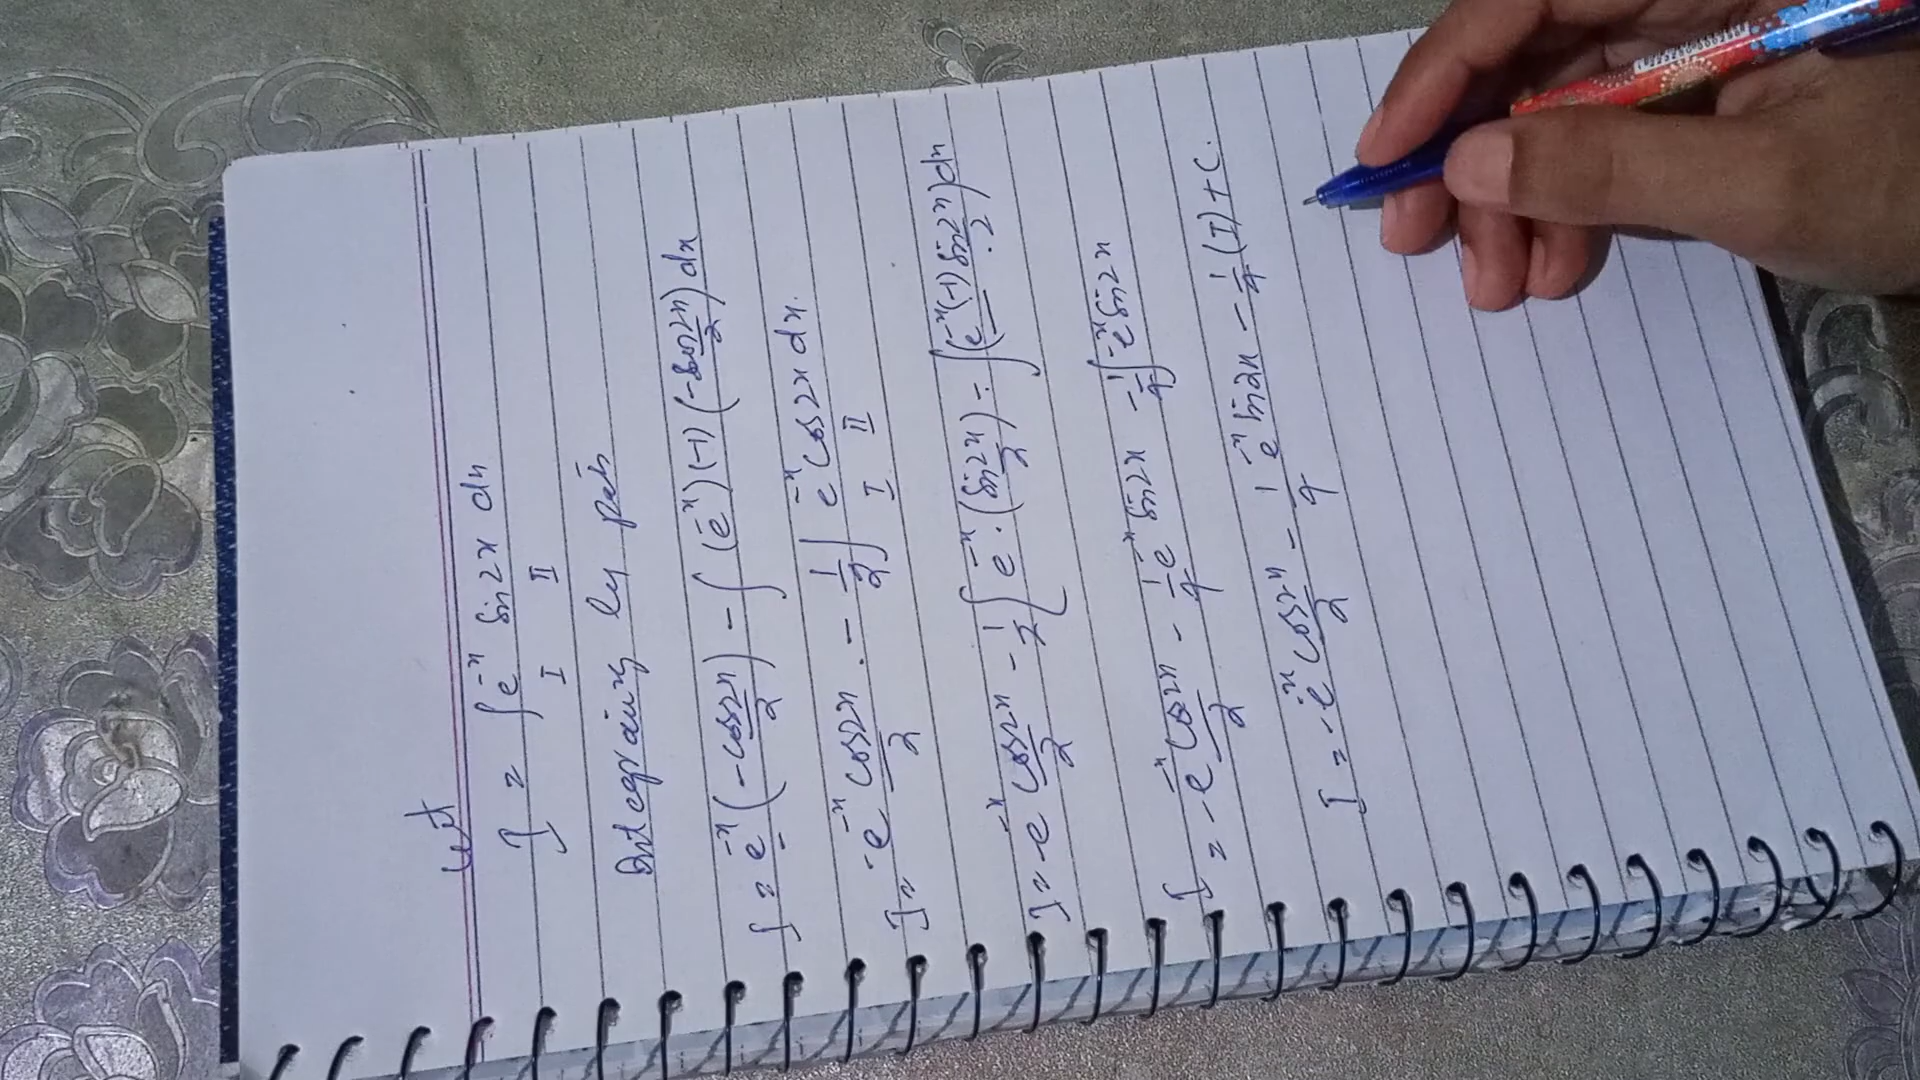 Let
I = ∫ e^-x sin 2x dx
I II
Integrating by parts
I = e^-x (-cos2x/2) - ∫ (e^-x)(-1) (-cos2x/2) dx
I = -e^-x cos2x/2 . - 1/2 ∫ e^-x cos2x dx.
I II
I = -e^-x cos2x/2 - 1/2 [ e^-x . (sin2x/2) - ∫ (e^-x (-1) sin2x/2) dx
I = -e^-x cos2x/2 - 1/4 e^-x sin2x - 1/4 ∫ e^-x sin2x
I = -e^-x cos2x/2 - 1/4 e^-x sin2x - 1/4 (I) + C.